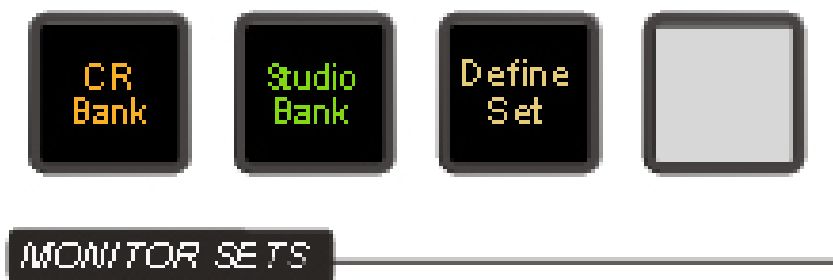 CR
Bank
Studio
Bank
Define
Set
MONITOR SETS